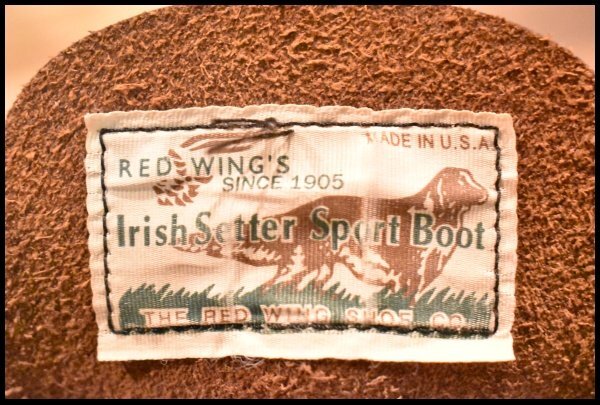 MADE IN U.S.A
RED WING'S
SINCE 1905
Irish Setter Sport Boot
THE RED WING SHOE CO.